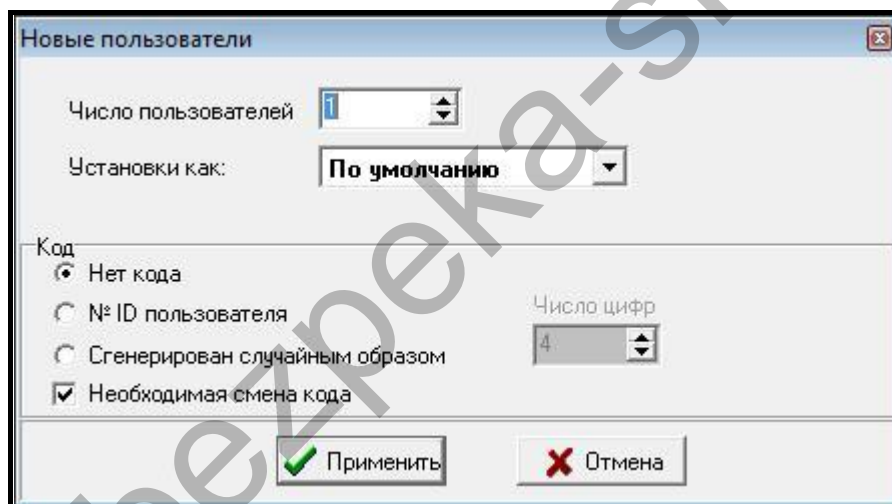 Новые пользователи
Число пользователей 1
Установки как: По умолчанию
Код
Нет кода
№ ID пользователя
Число цифр
Сгенерирован случайным образом
4
Необходимая смена кода
Применить Отмена
bezpeka-s